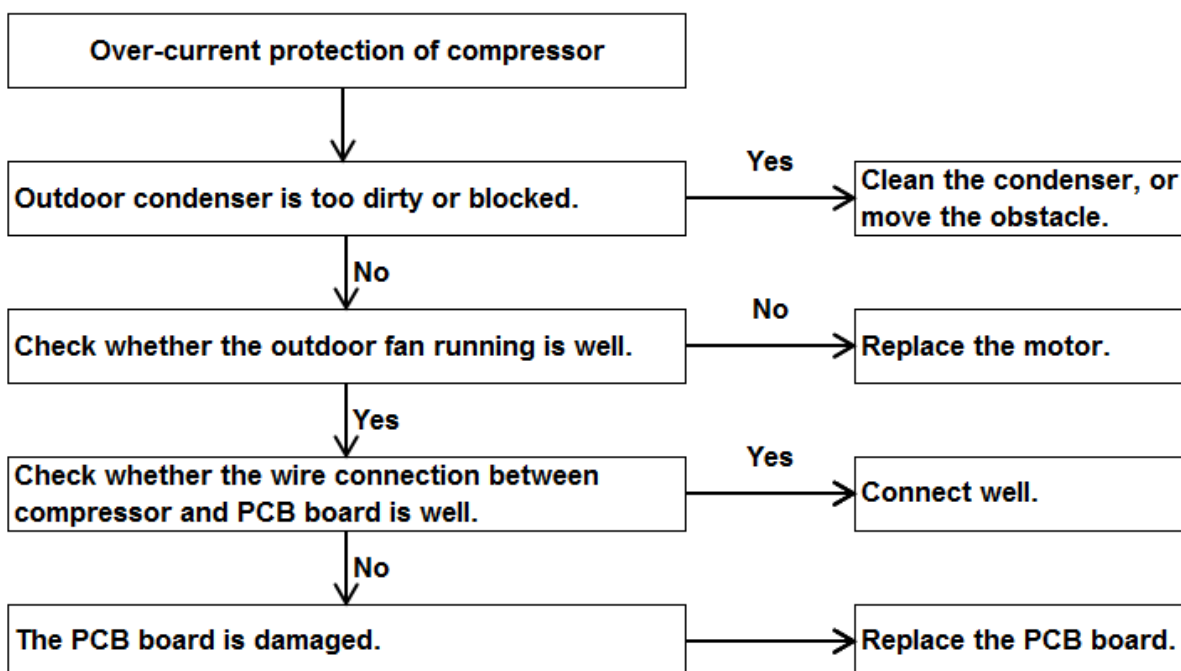 Over-current protection of compressor
Yes
Outdoor condenser is too dirty or blocked.
Clean the condenser, or
move the obstacle.
No
No
Check whether the outdoor fan running is well.
Replace the motor.
Yes
Yes
Check whether the wire connection between
compressor and PCB board is well.
Connect well.
No
The PCB board is damaged.
Replace the PCB board.